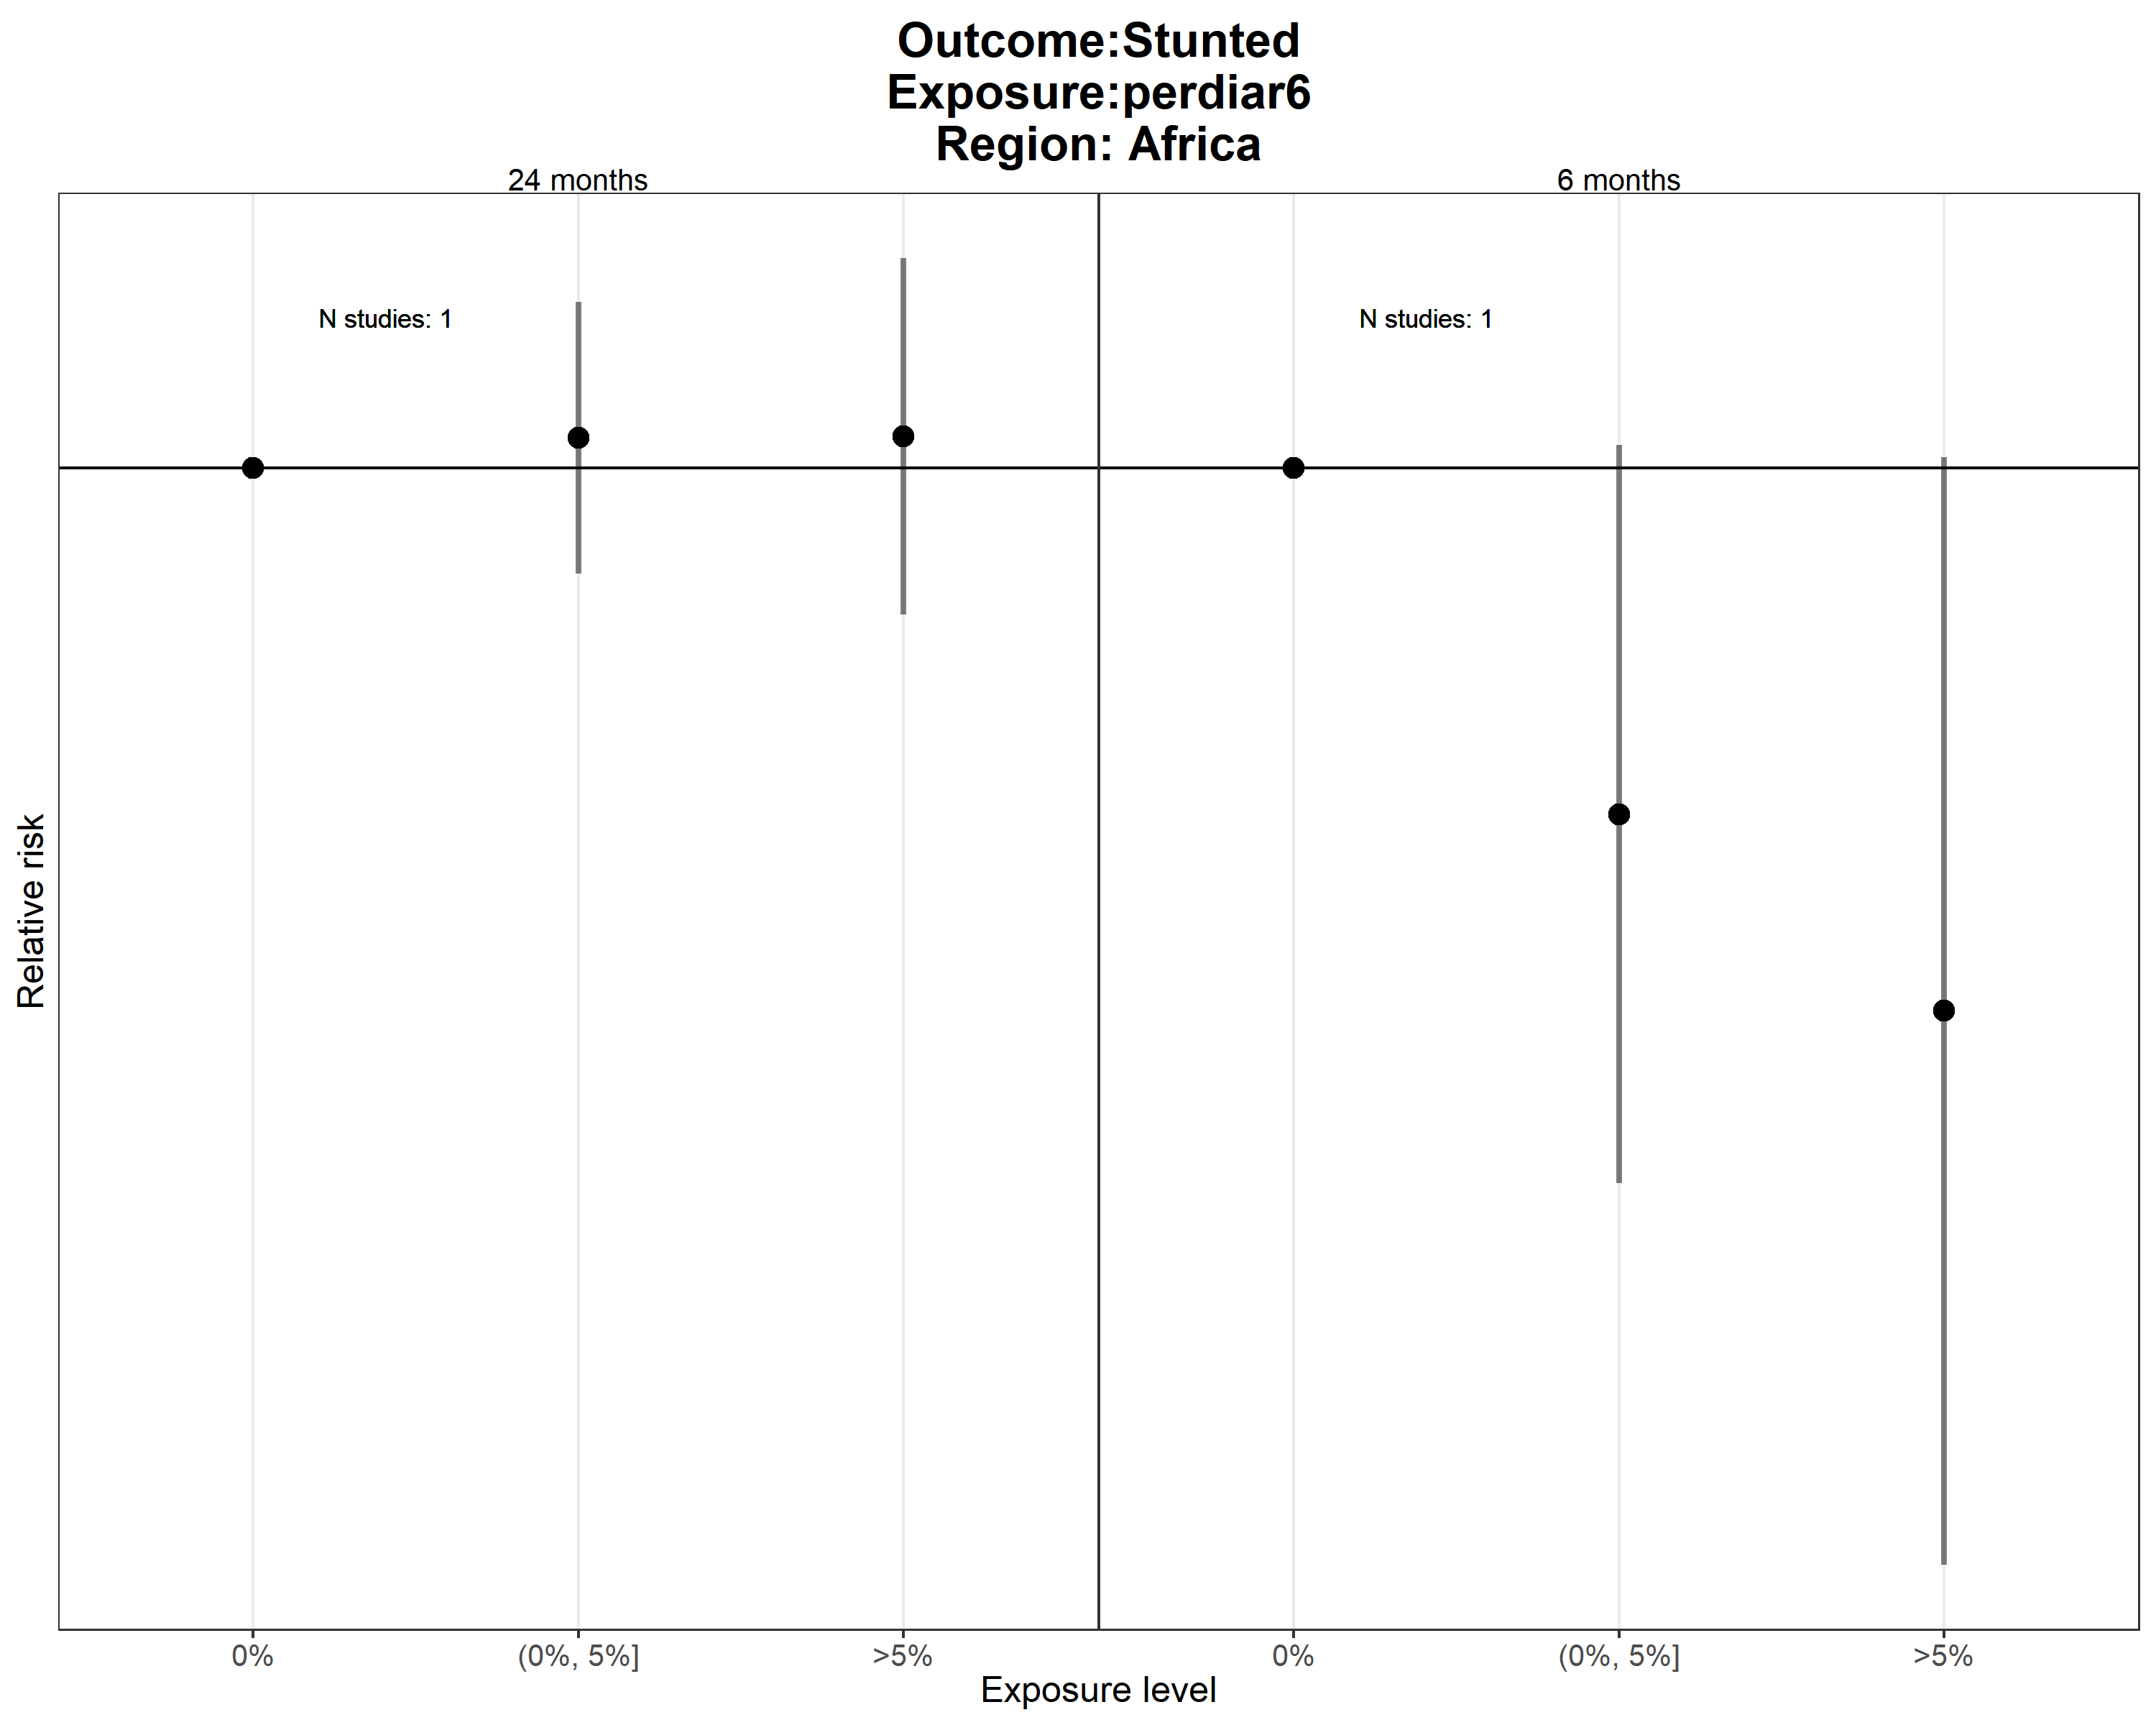 Outcome:Stunted
Exposure:perdiar6
Region: Africa
24 months
6 months
N studies: 1
N studies: 1
Relative risk
0%
(0%, 5%]
>5%
0%
(0%, 5%]
>5%
Exposure level